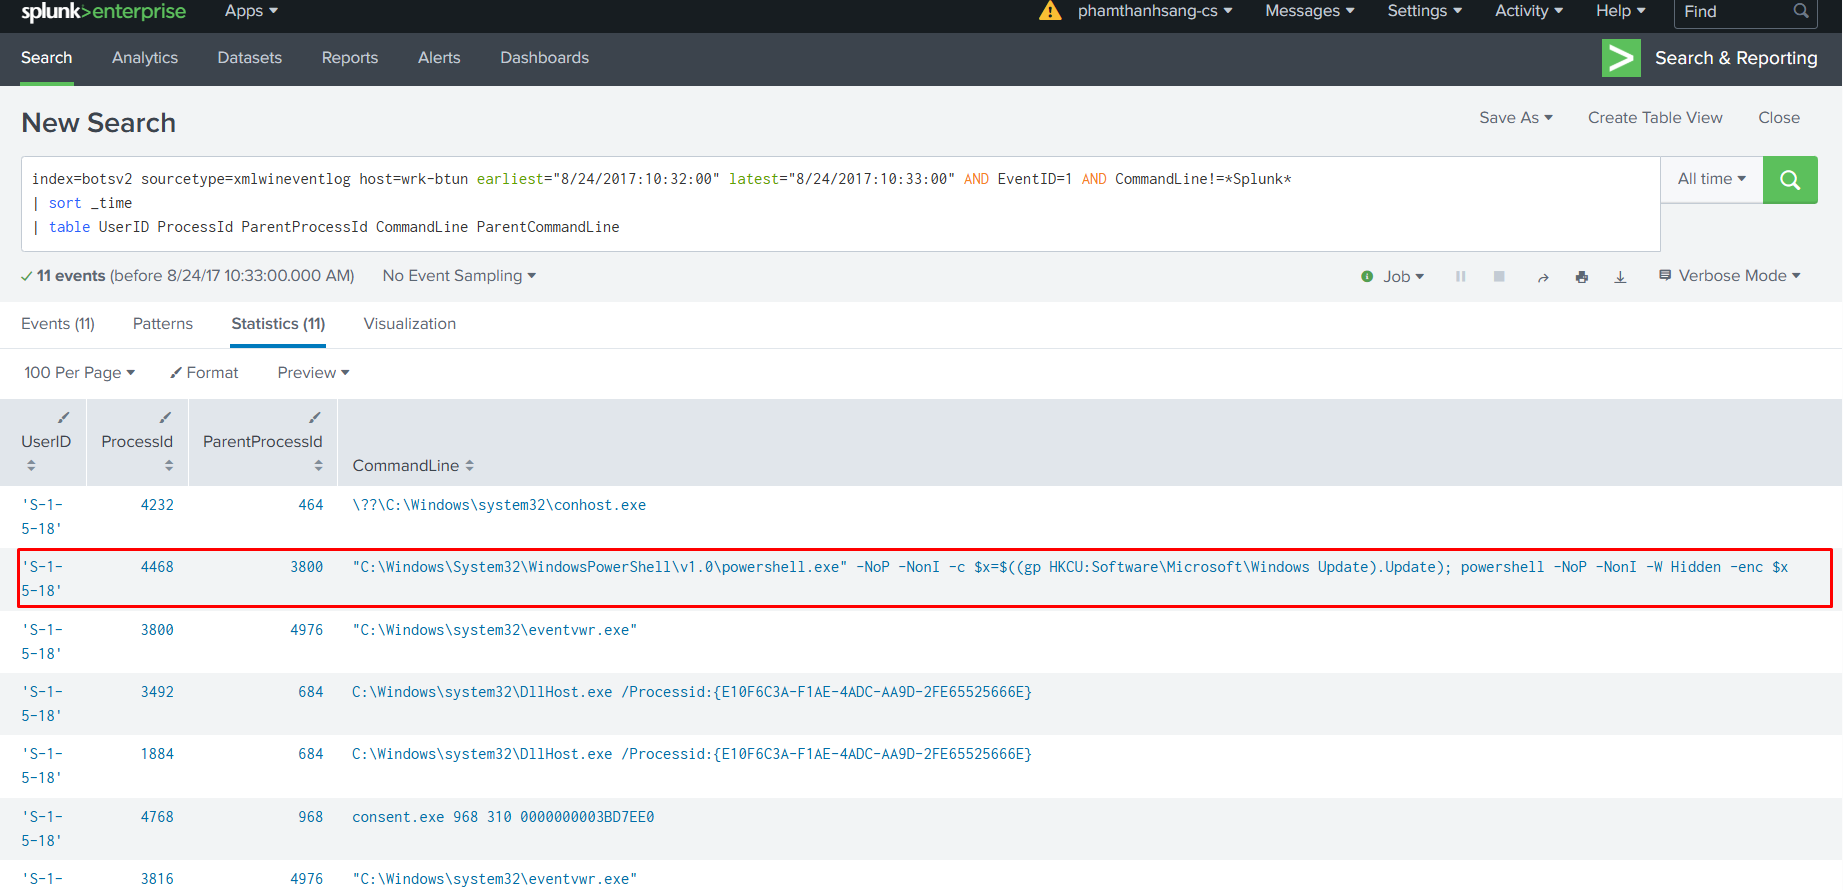 splunk>enterprise Apps phamthanhsang-cs Messages Settings Activity Help Find
Search Analytics Datasets Reports Alerts Dashboards Search & Reporting
New Search Save As Create Table View Close
index=botsv2 sourcetype=xmlwineventlog host=wrk-btun earliest="8/24/2017:10:32:00" latest="8/24/2017:10:33:00" AND EventID=1 AND CommandLine!=*Splunk* All time
| sort _time
| table UserID ProcessId ParentProcessId CommandLine ParentCommandLine
11 events (before 8/24/17 10:33:00.000 AM) No Event Sampling Job Verbose Mode
Events (11) Patterns Statistics (11) Visualization
100 Per Page Format Preview
UserID ProcessId ParentProcessId CommandLine
'S-1- 4232 464 \??\C:\Windows\system32\conhost.exe
5-18'
'S-1- 4468 3800 "C:\Windows\System32\WindowsPowerShell\v1.0\powershell.exe" -NoP -NonI -c $x=$((gp HKCU:Software\Microsoft\Windows Update).Update); powershell -NoP -NonI -W Hidden -enc $x
5-18'
'S-1- 3800 4976 "C:\Windows\system32\eventvwr.exe"
5-18'
'S-1- 3492 684 C:\Windows\system32\DllHost.exe /Processid:{E10F6C3A-F1AE-4ADC-AA9D-2FE65525666E}
5-18'
'S-1- 1884 684 C:\Windows\system32\DllHost.exe /Processid:{E10F6C3A-F1AE-4ADC-AA9D-2FE65525666E}
5-18'
'S-1- 4768 968 consent.exe 968 310 0000000003BD7EE0
5-18'
'S-1- 3816 4976 "C:\Windows\system32\eventvwr.exe"